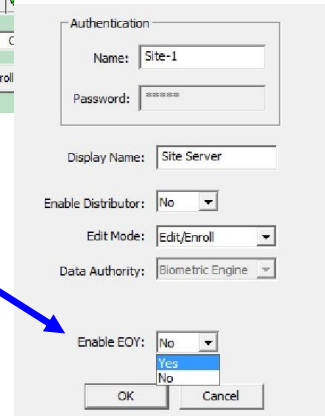 Authentication
Name: Site-1
Password: *****
Display Name: Site Server
Enable Distributor: No
Edit Mode: Edit/Enroll
Data Authority: Biometric Engine
Enable EOY: No
Yes
No
OK Cancel